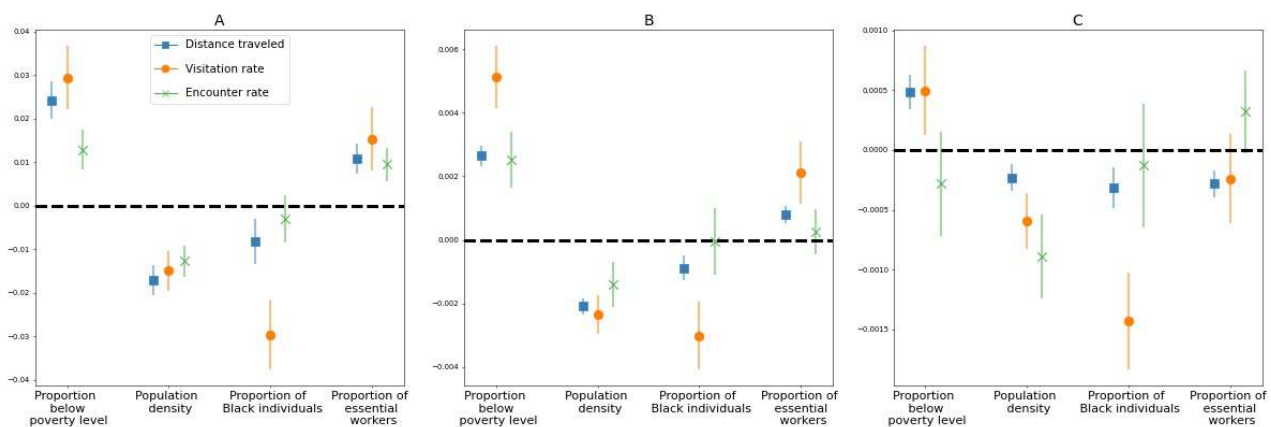 A
0.04
0.03
0.02
0.01
0.00
−0.01
−0.02
−0.03
−0.04
Distance traveled
Visitation rate
Encounter rate
Proportion
below
poverty level
Population
density
Proportion of
Black individuals
Proportion of
essential
workers
B
0.006
0.004
0.002
0.000
−0.002
−0.004
Proportion
below
poverty level
Population
density
Proportion of
Black individuals
Proportion of
essential
workers
C
0.0010
0.0005
0.0000
−0.0005
−0.0010
−0.0015
Proportion
below
poverty level
Population
density
Proportion of
Black individuals
Proportion of
essential
workers